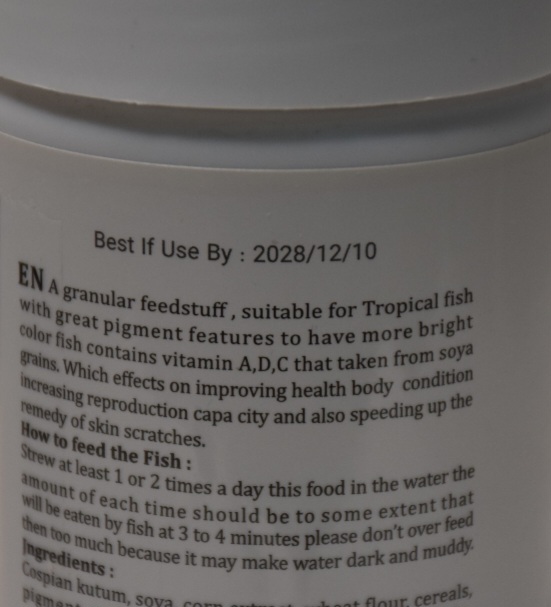 Best If Use By : 2028/12/10
EN A granular feedstuff , suitable for Tropical fish
with great pigment features to have more bright
color fish contains vitamin A,D,C that taken from soya
grains. Which effects on improving health body condition
increasing reproduction capa city and also speeding up the
remedy of skin scratches.
How to feed the Fish :
Strew at least 1 or 2 times a day this food in the water the
amount of each time should be to some extent that
will be eaten by fish at 3 to 4 minutes please don't over feed
then too much because it may make water dark and muddy.
Ingredients :
Cospian kutum, soya, corn extract, wheat flour, cereals,